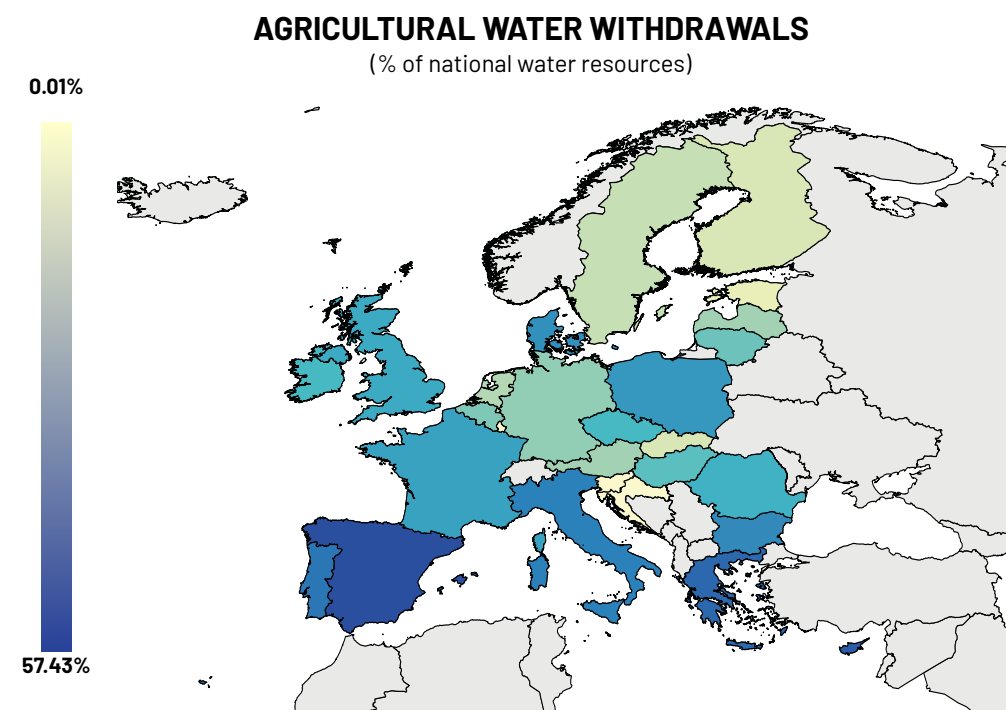 AGRICULTURAL WATER WITHDRAWALS
(% of national water resources)
0.01%
57.43%